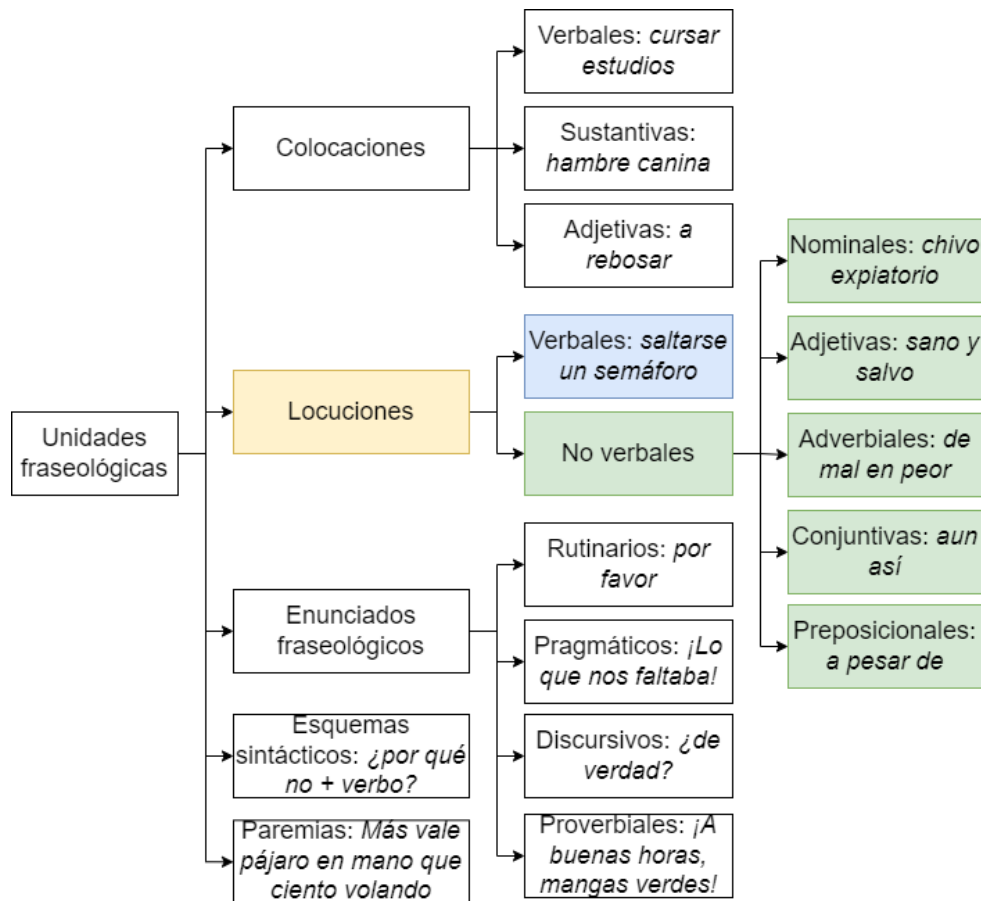 Unidades
fraseológicas
Colocaciones
Verbales: cursar
estudios
Sustantivas:
hambre canina
Adjetivas: a
rebosar
Locuciones
Verbales: saltarse
un semáforo
No verbales
Nominales: chivo
expiatorio
Adjetivas: sano y
salvo
Adverbiales: de
mal en peor
Conjuntivas: aun
así
Preposicionales:
a pesar de
Enunciados
fraseológicos
Rutinarios: por
favor
Pragmáticos: ¡Lo
que nos faltaba!
Discursivos: ¿de
verdad?
Proverbiales: ¡A
buenas horas,
mangas verdes!
Esquemas
sintácticos: ¿por qué
no + verbo?
Paremias: Más vale
pájaro en mano que
ciento volando